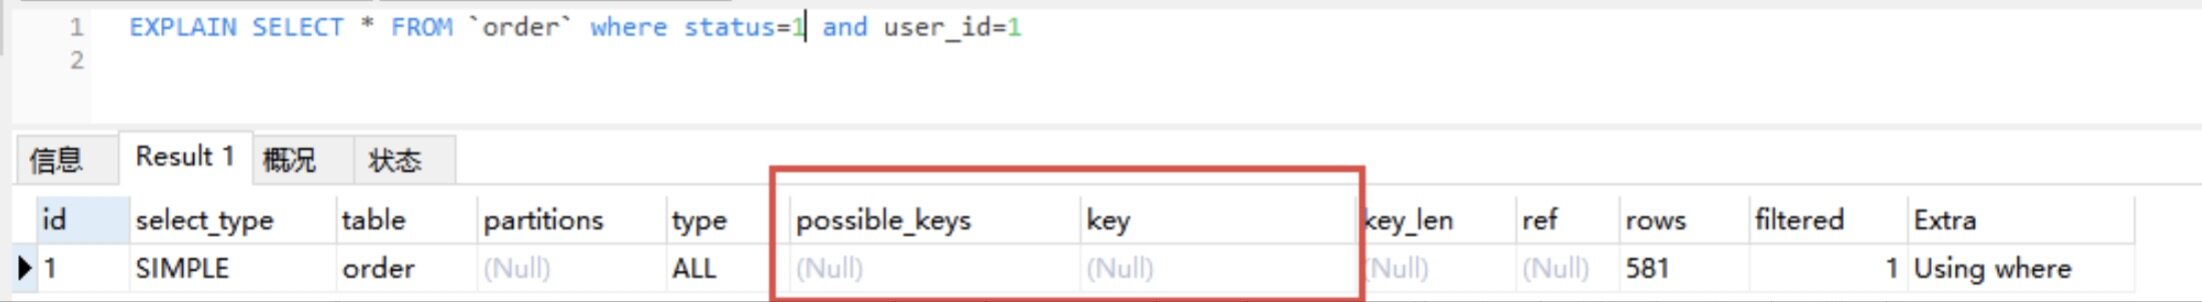 1 EXPLAIN SELECT * FROM `order` where status=1 and user_id=1
2
信息 Result 1 概况 状态
id select_type table partitions type possible_keys key key_len ref rows filtered Extra
1 SIMPLE order (Null) ALL (Null) (Null) (Null) (Null) 581 1 Using where